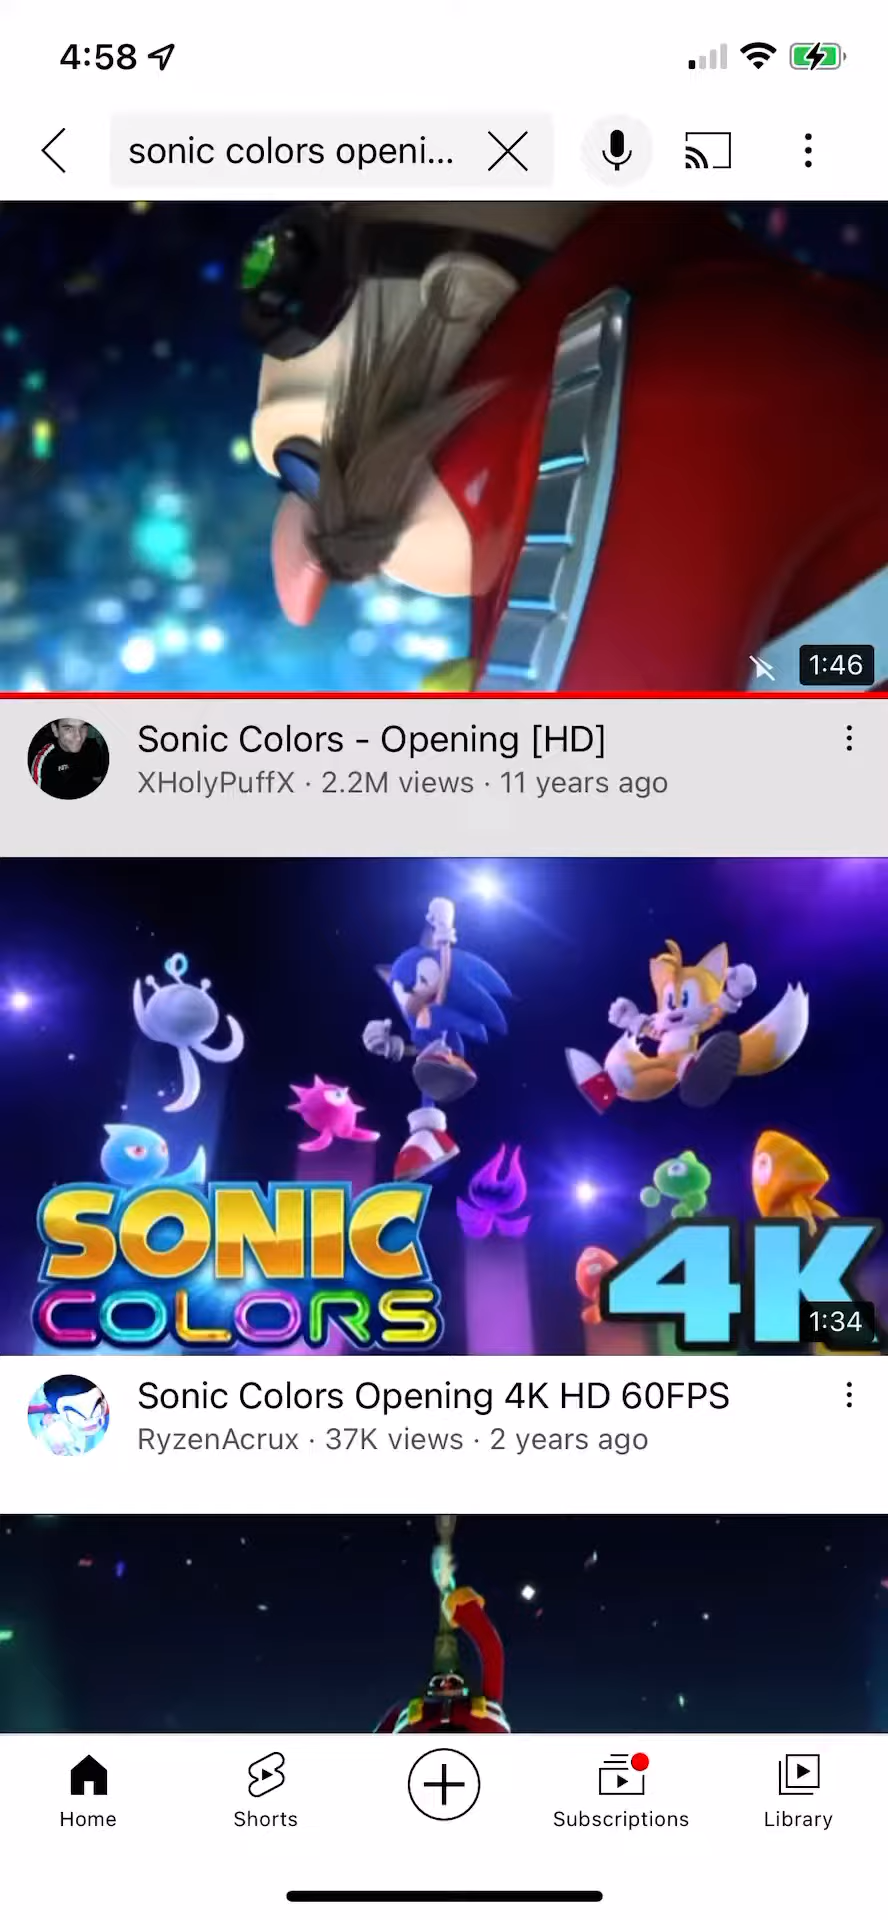 4:58
sonic colors openi...
1:46
Sonic Colors - Opening [HD]
XHolyPuffX · 2.2M views · 11 years ago
SONIC
COLORS
4K
1:34
Sonic Colors Opening 4K HD 60FPS
RyzenAcrux · 37K views · 2 years ago
Home
Shorts
Subscriptions
Library